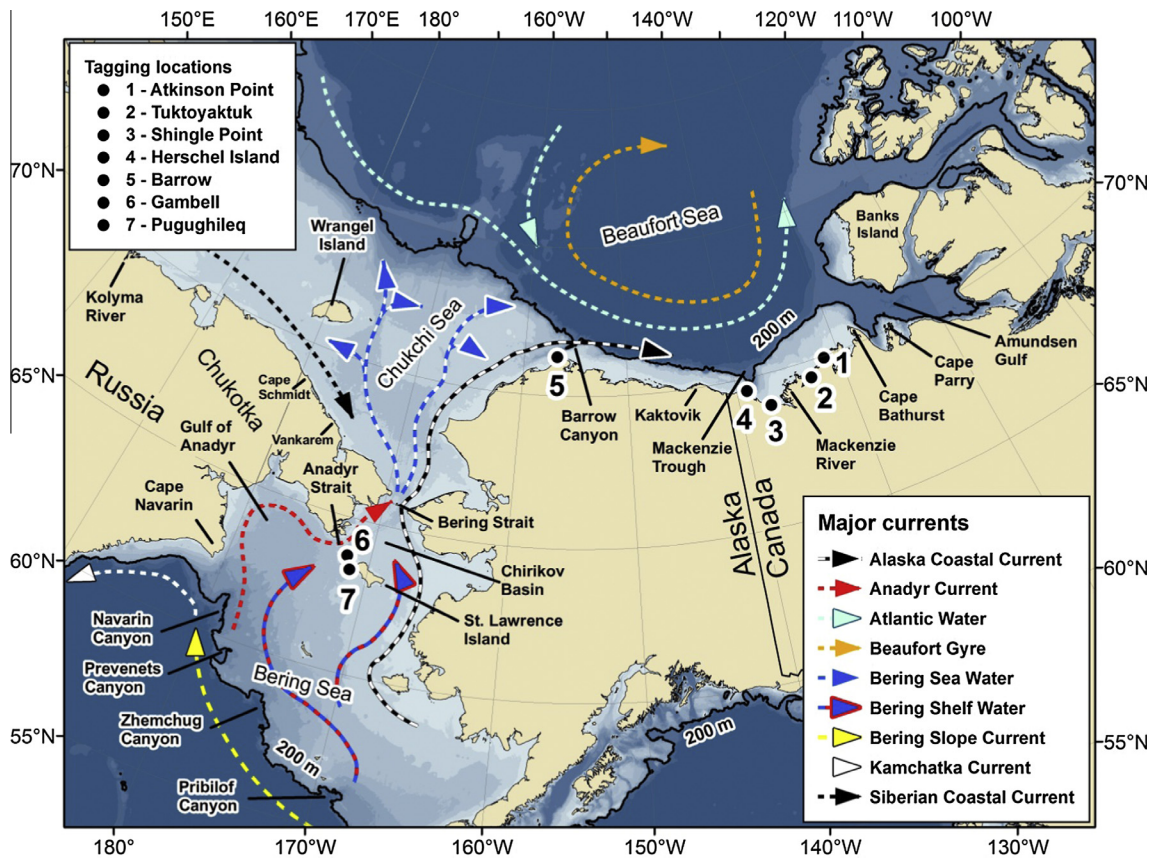 150°E
160°E
170°E
180°
160°W
140°W
120°W
110°W
100°W
Tagging locations
1 - Atkinson Point
2 - Tuktoyaktuk
3 - Shingle Point
4 - Herschel Island
5 - Barrow
6 - Gambell
7 - Pugughileq
70°N
65°N
60°N
55°N
70°N
65°N
60°N
55°N
Wrangel
Island
Beaufort Sea
Banks
Island
Kolyma
River
Chukchi Sea
200 m
Amundsen
Gulf
Cape
Parry
Cape
Bathurst
Russia
Chukotka
Cape
Schmidt
Vankarem
Gulf of
Anadyr
Anadyr
Strait
Cape
Navarin
1
2
3
4
5
Barrow
Canyon
Kaktovik
Mackenzie
Trough
Mackenzie
River
Alaska
Canada
Bering Strait
6
7
Chirikov
Basin
St. Lawrence
Island
Navarin
Canyon
Prevenets
Canyon
Zhemchug
Canyon
Pribilof
Canyon
Bering Sea
200 m
200 m
Major currents
Alaska Coastal Current
Anadyr Current
Atlantic Water
Beaufort Gyre
Bering Sea Water
Bering Shelf Water
Bering Slope Current
Kamchatka Current
Siberian Coastal Current
180°
170°W
160°W
150°W
140°W
130°W